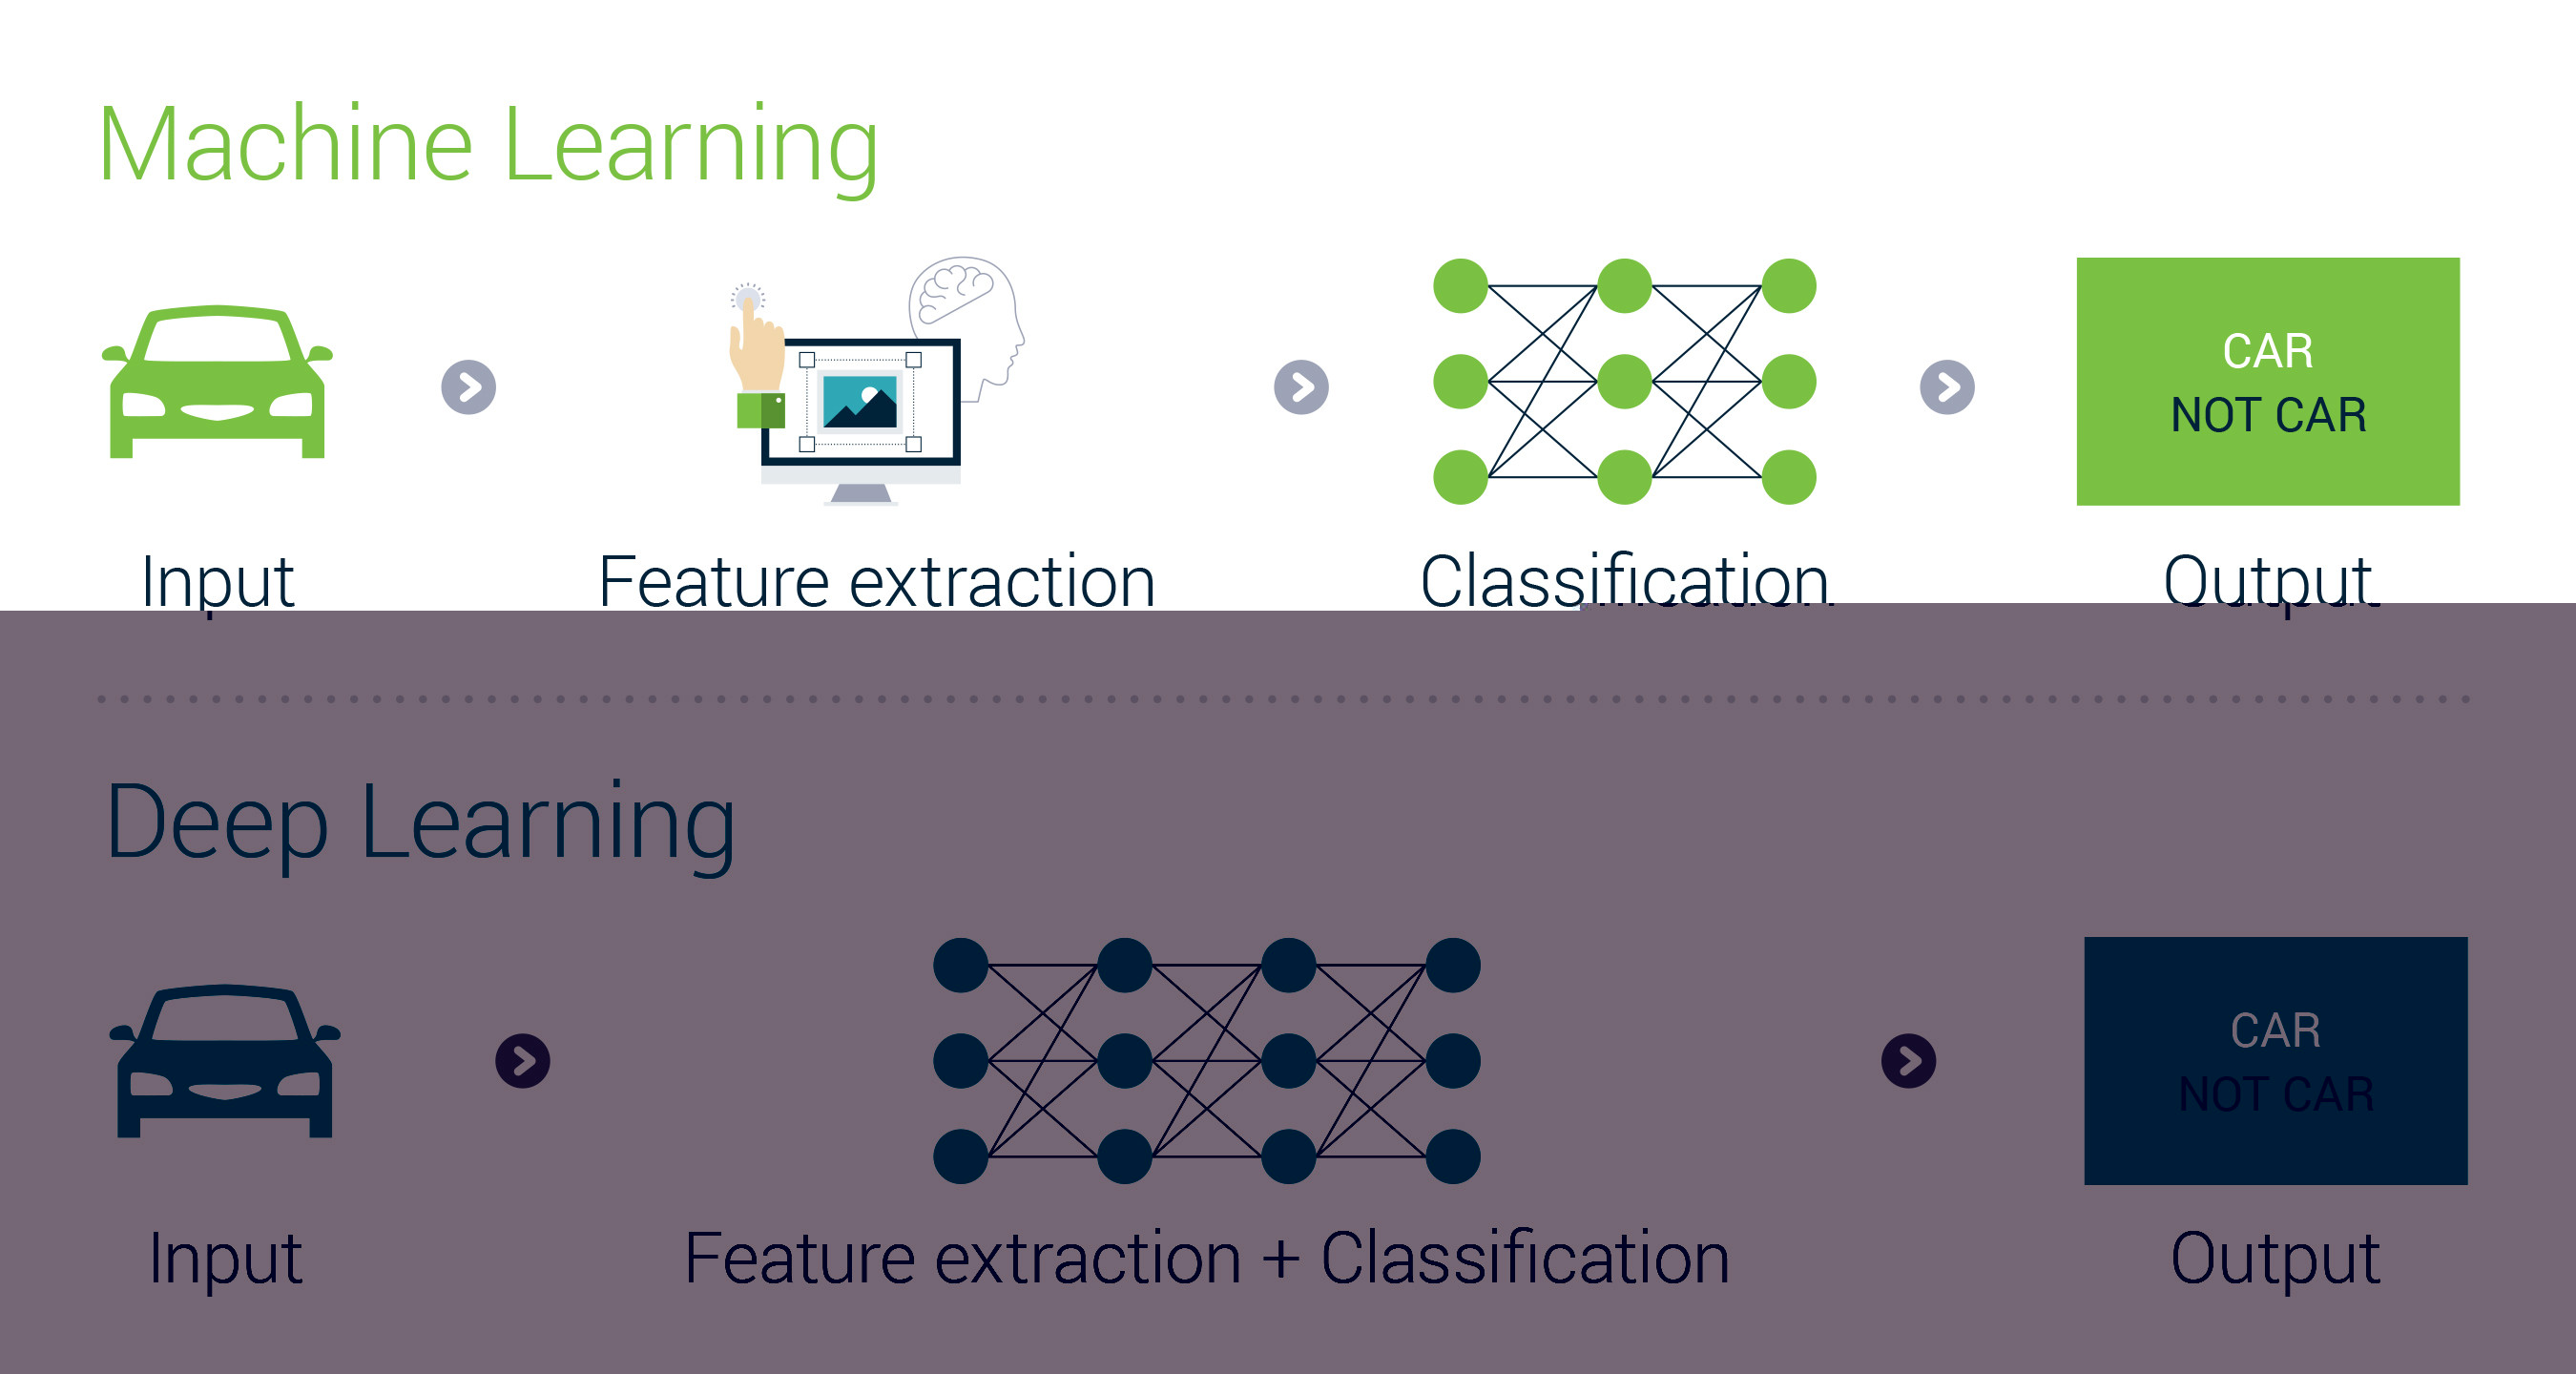 Machine Learning
CAR
NOT CAR
Input
Feature extraction
Classification
Output
Deep Learning
CAR
NOT CAR
Input
Feature extraction + Classification
Output